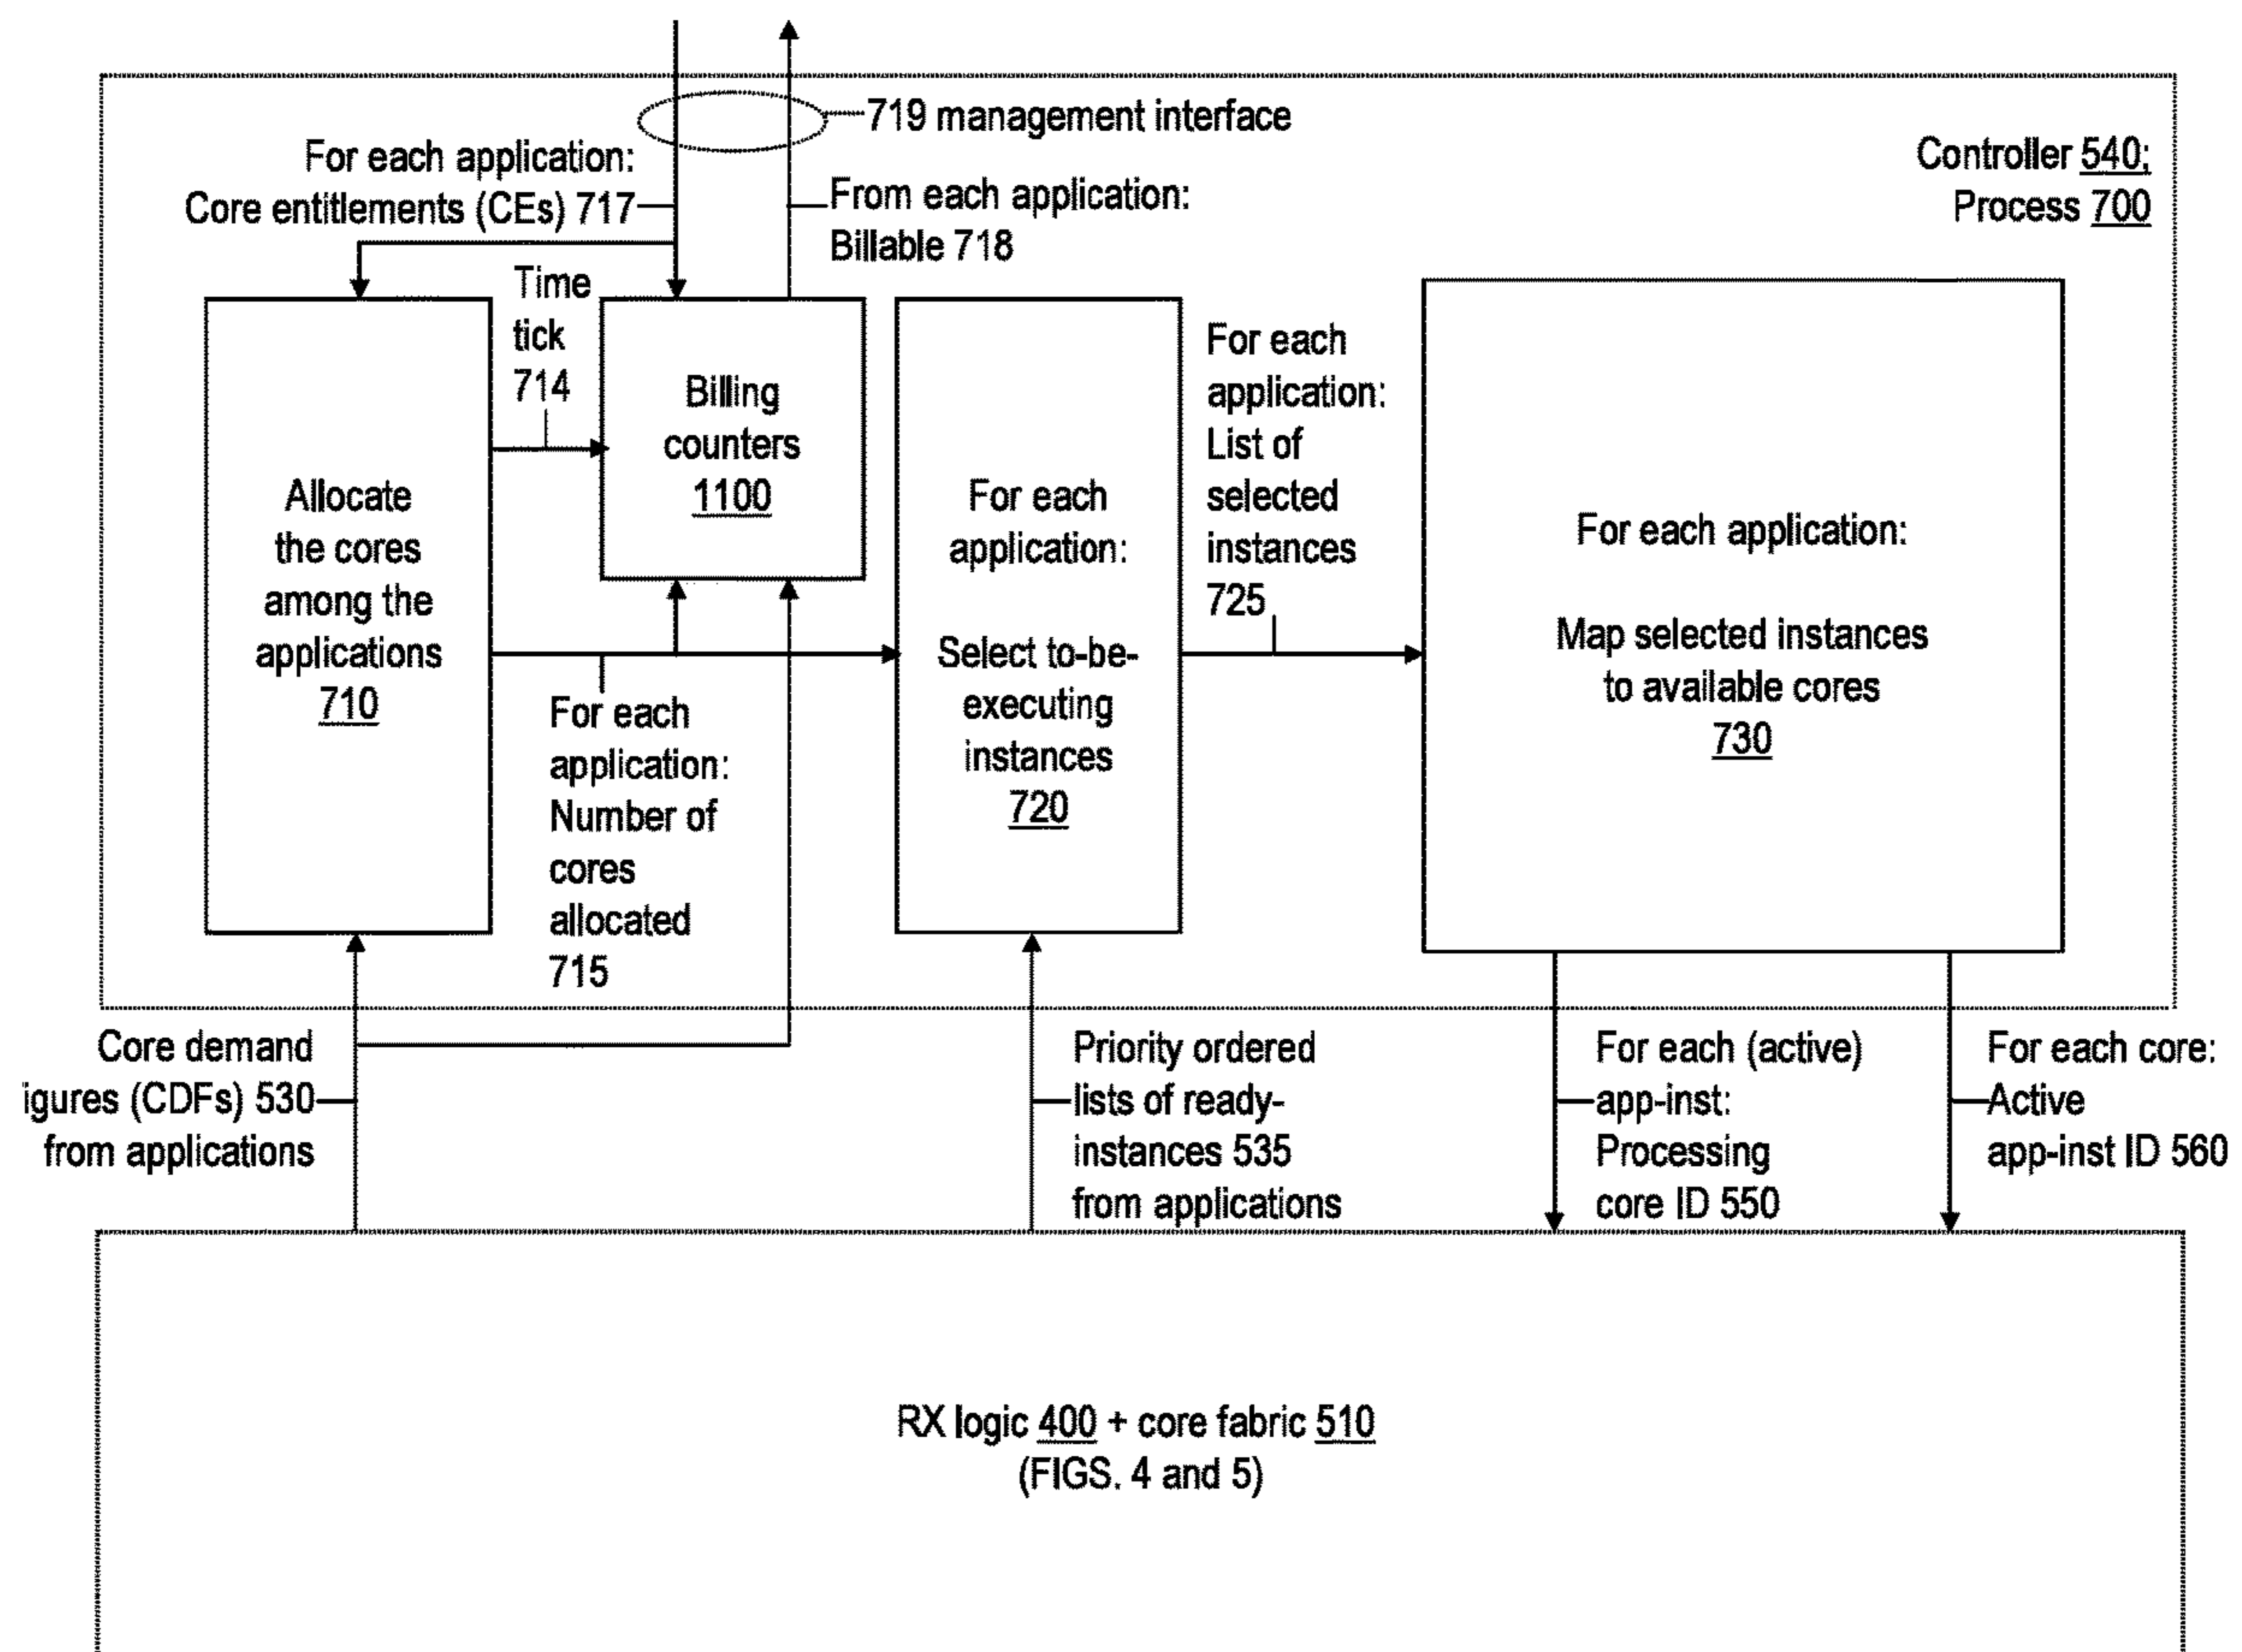 719 management interface
For each application:
Core entitlements (CEs) 717
From each application:
Billable 718
Controller 540;
Process 700
Time
tick
714
Allocate
the cores
among the
applications
710
Billing
counters
1100
For each
application:
Number of
cores
allocated
715
For each
application:
Select to-be-
executing
instances
720
For each
application:
List of
selected
instances
725
For each application:
Map selected instances
to available cores
730
Core demand
igures (CDFs) 530
from applications
Priority ordered
lists of ready-
instances 535
from applications
For each (active)
app-inst:
Processing
core ID 550
For each core:
Active
app-inst ID 560
RX logic 400 + core fabric 510
(FIGS. 4 and 5)